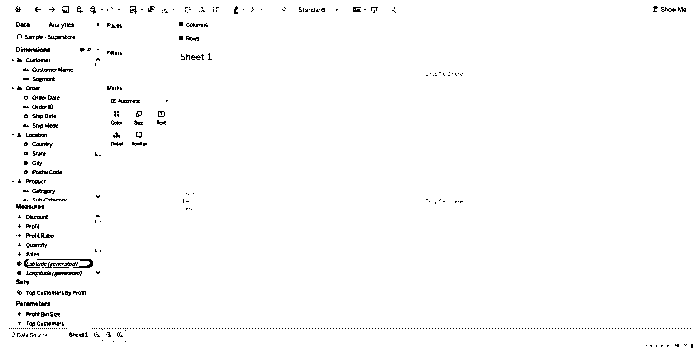 Standard
Show Me
Data
Analytics
Sample - Superstore
Dimensions
Customer
Customer Name
Segment
Order
Order Date
Order ID
Ship Date
Ship Mode
Location
Country
State
City
Postal Code
Product
Category
Measures
Discount
Profit
Profit Ratio
Quantity
Sales
Latitude (generated)
Longitude (generated)
Sets
Top Customers by Profit
Parameters
Profit Bin Size
Top Customers
Filters
Marks
Automatic
Color
Size
Text
Detail
Tooltip
Columns
Rows
Sheet 1
Data Source
Sheet 1